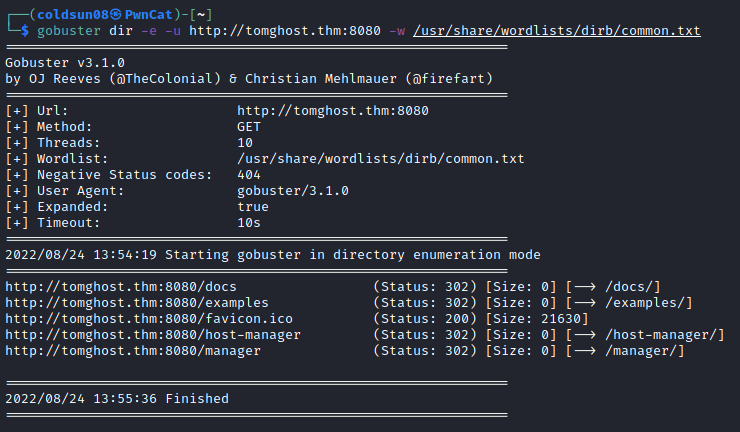 ┌──(coldsun08㉿PwnCat)-[~]
└─$ gobuster dir -e -u http://tomghost.thm:8080 -w /usr/share/wordlists/dirb/common.txt
===============================================================
Gobuster v3.1.0
by OJ Reeves (@TheColonial) & Christian Mehlmauer (@firefart)
===============================================================
[+] Url:                     http://tomghost.thm:8080
[+] Method:                  GET
[+] Threads:                 10
[+] Wordlist:                /usr/share/wordlists/dirb/common.txt
[+] Negative Status codes:   404
[+] User Agent:              gobuster/3.1.0
[+] Expanded:                true
[+] Timeout:                 10s
===============================================================
2022/08/24 13:54:19 Starting gobuster in directory enumeration mode
===============================================================
http://tomghost.thm:8080/docs                 (Status: 302) [Size: 0] [--> /docs/]
http://tomghost.thm:8080/examples             (Status: 302) [Size: 0] [--> /examples/]
http://tomghost.thm:8080/favicon.ico          (Status: 200) [Size: 21630]
http://tomghost.thm:8080/host-manager         (Status: 302) [Size: 0] [--> /host-manager/]
http://tomghost.thm:8080/manager              (Status: 302) [Size: 0] [--> /manager/]
===============================================================
2022/08/24 13:55:36 Finished
===============================================================